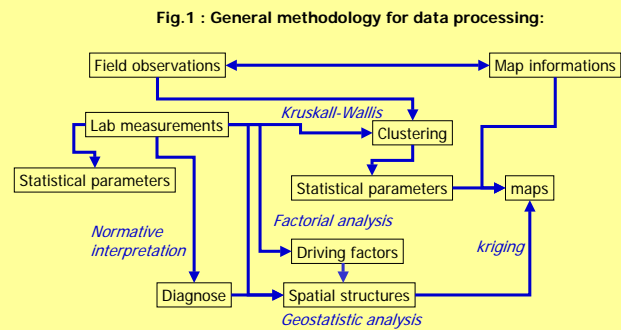 Fig.1 : General methodology for data processing:
Field observations
Map informations
Kruskall-Wallis
Lab measurements
Clustering
Statistical parameters
Statistical parameters
maps
Normative
interpretation
Factorial analysis
kriging
Driving factors
Diagnose
Spatial structures
Geostatistic analysis